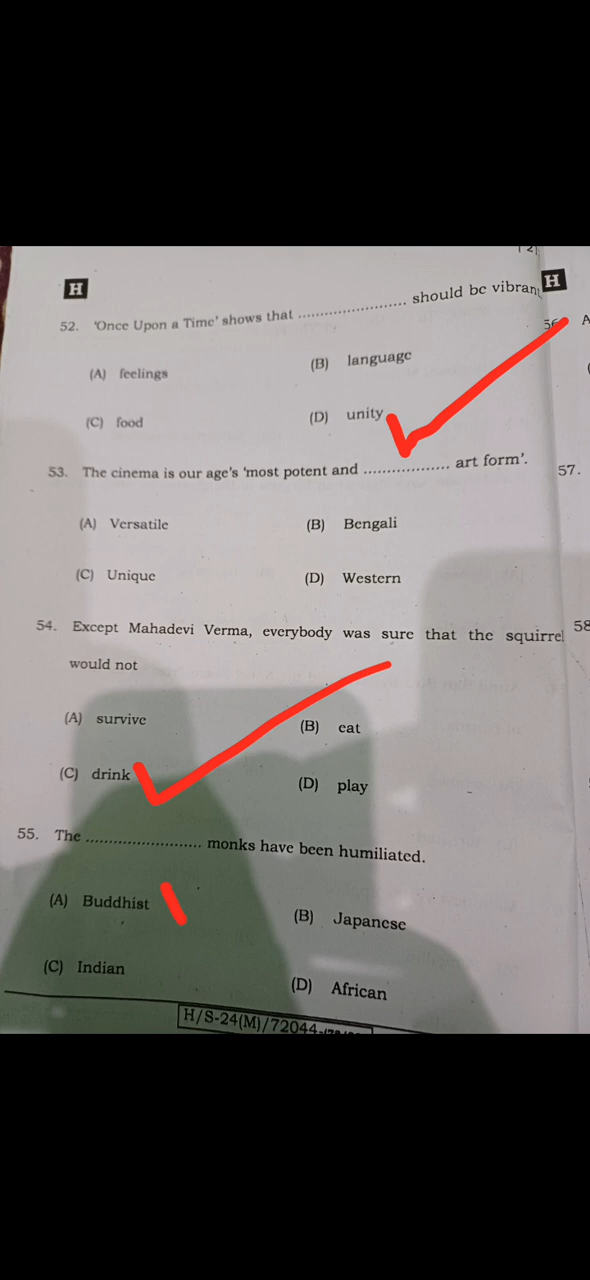 H
H
52. 'Once Upon a Time' shows that ........................ should be vibrant
(A) feelings
(B) language
(C) food
(D) unity
56
A
53. The cinema is our age's 'most potent and .................. art form'.
57.
(A) Versatile
(B) Bengali
(C) Unique
(D) Western
54. Except Mahadevi Verma, everybody was sure that the squirrel
58
would not
(A) survive
(B) eat
(C) drink
(D) play
55. The ........................ monks have been humiliated.
(A) Buddhist
(B) Japanese
(C) Indian
(D) African
H/S-24(M)/72044